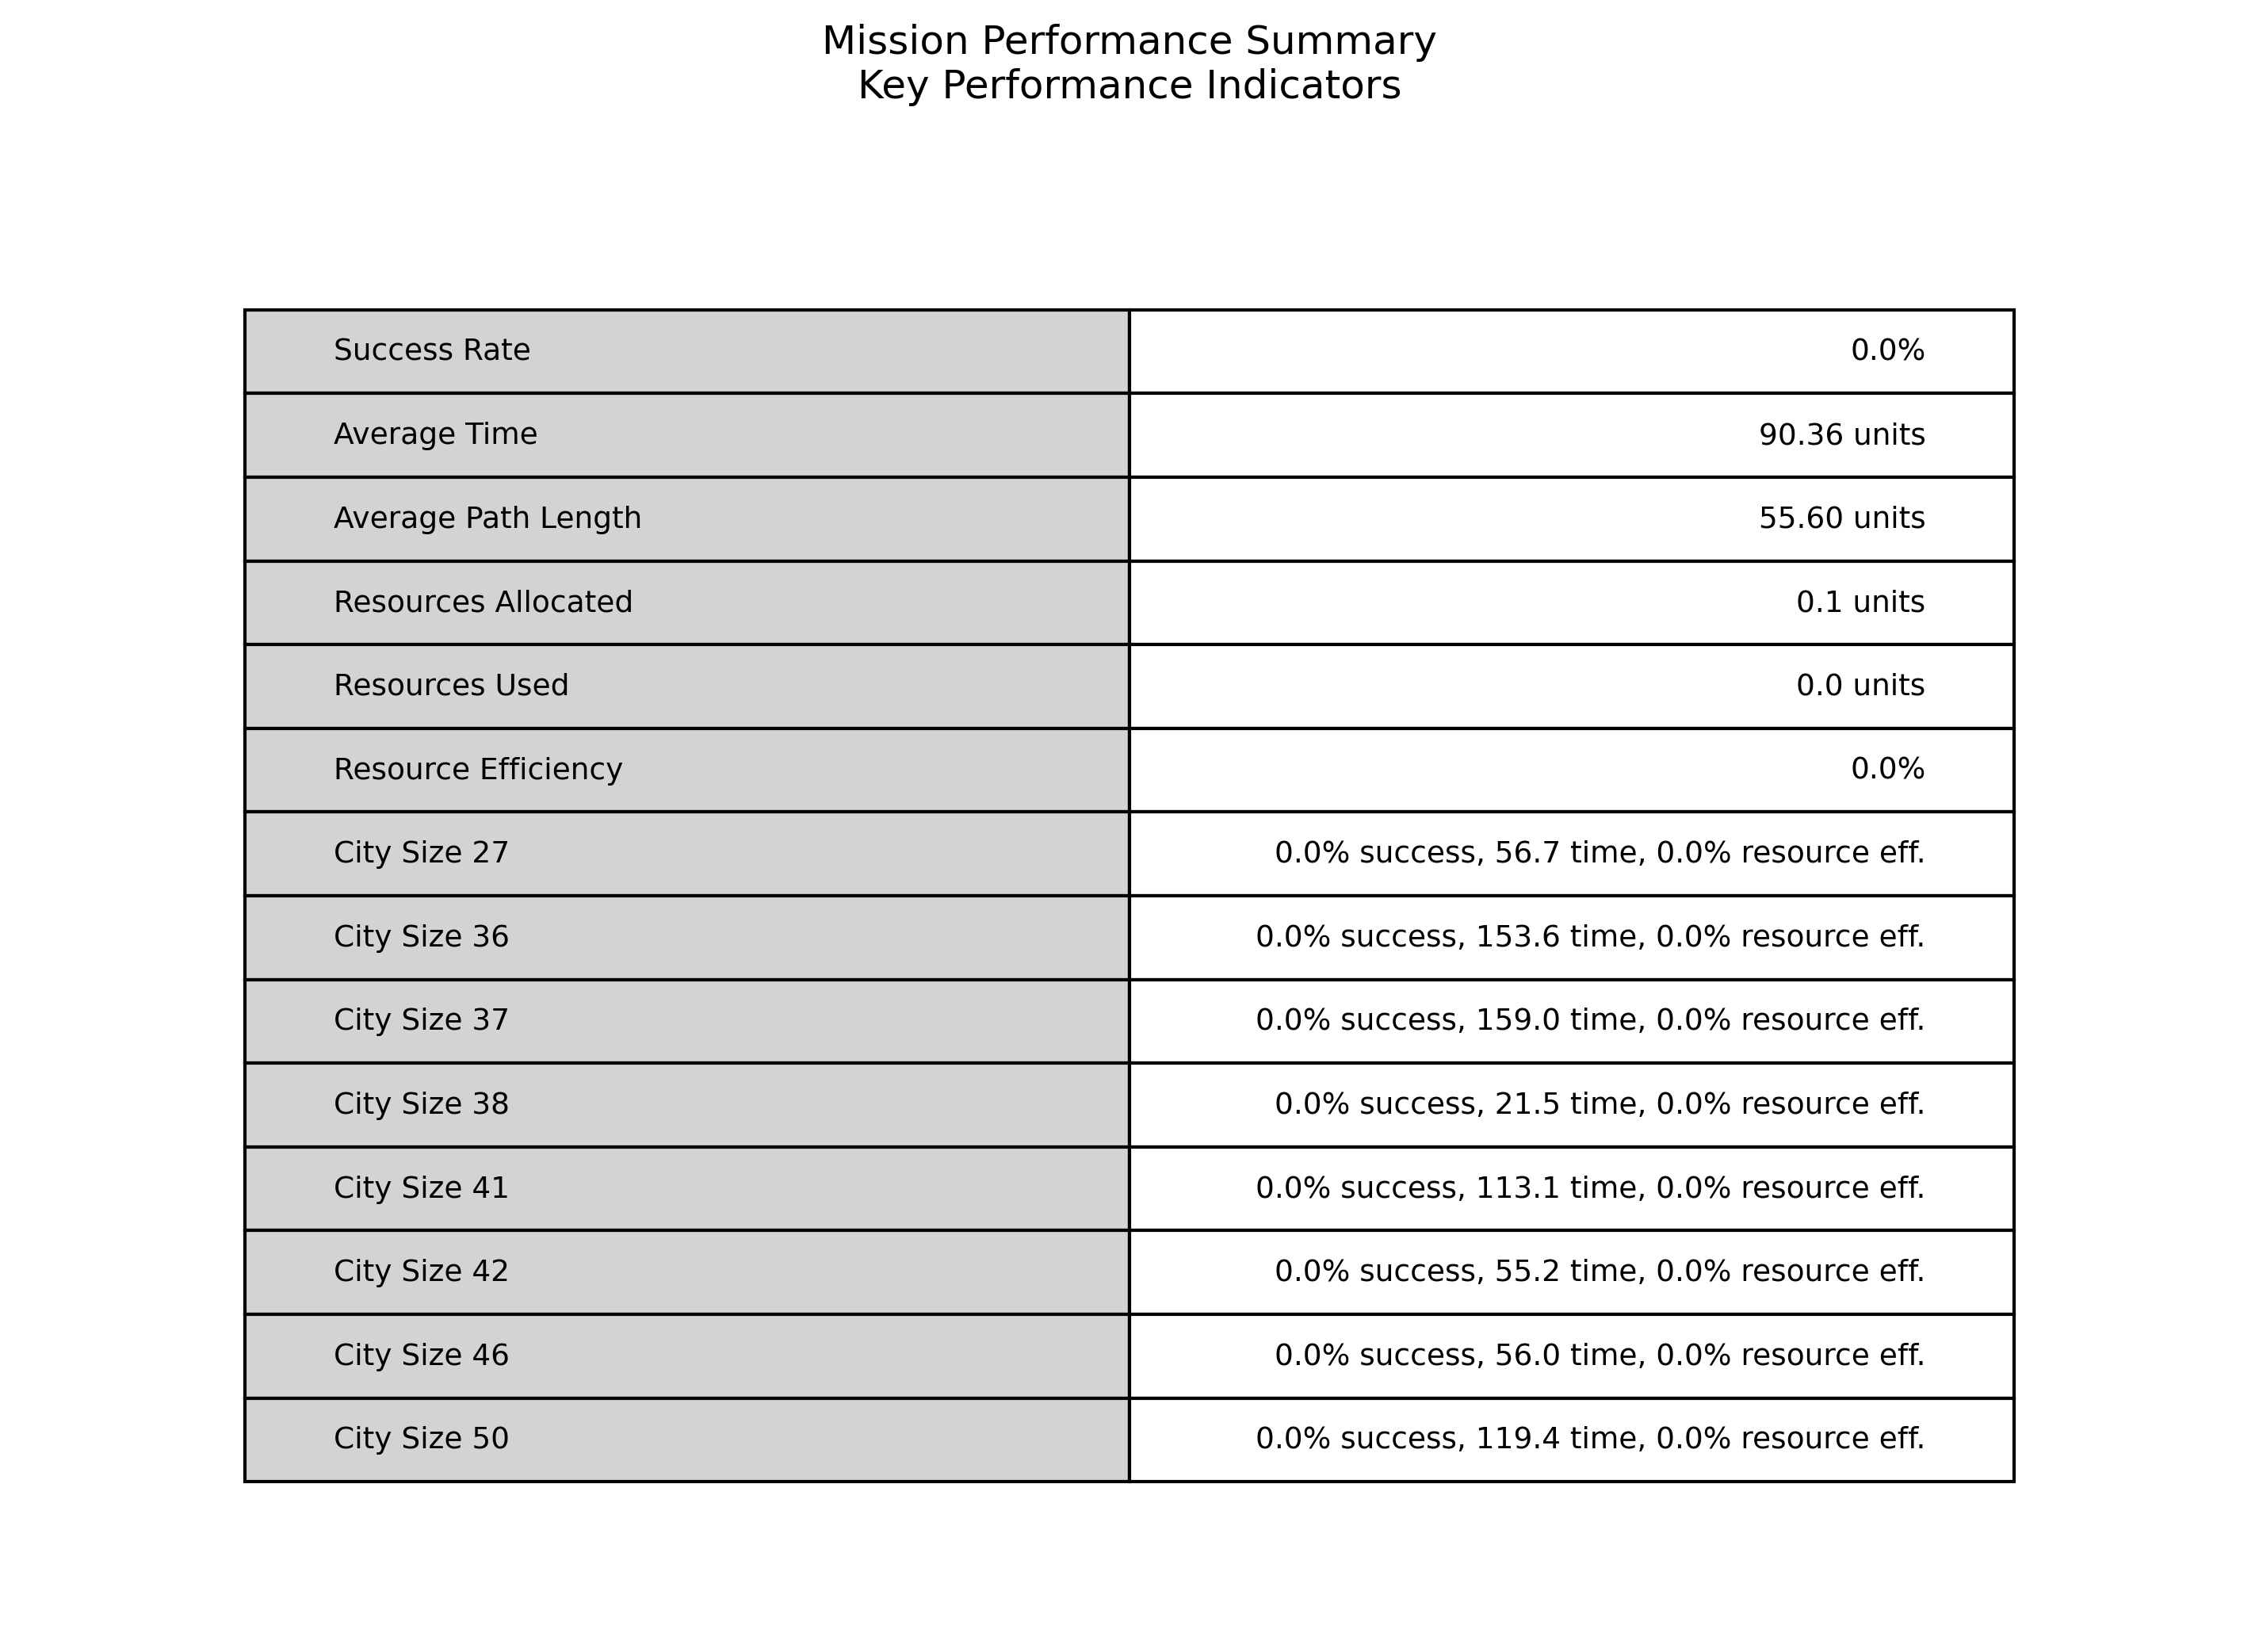 Mission Performance Summary
Key Performance Indicators
Success Rate 0.0%
Average Time 90.36 units
Average Path Length 55.60 units
Resources Allocated 0.1 units
Resources Used 0.0 units
Resource Efficiency 0.0%
City Size 27 0.0% success, 56.7 time, 0.0% resource eff.
City Size 36 0.0% success, 153.6 time, 0.0% resource eff.
City Size 37 0.0% success, 159.0 time, 0.0% resource eff.
City Size 38 0.0% success, 21.5 time, 0.0% resource eff.
City Size 41 0.0% success, 113.1 time, 0.0% resource eff.
City Size 42 0.0% success, 55.2 time, 0.0% resource eff.
City Size 46 0.0% success, 56.0 time, 0.0% resource eff.
City Size 50 0.0% success, 119.4 time, 0.0% resource eff.